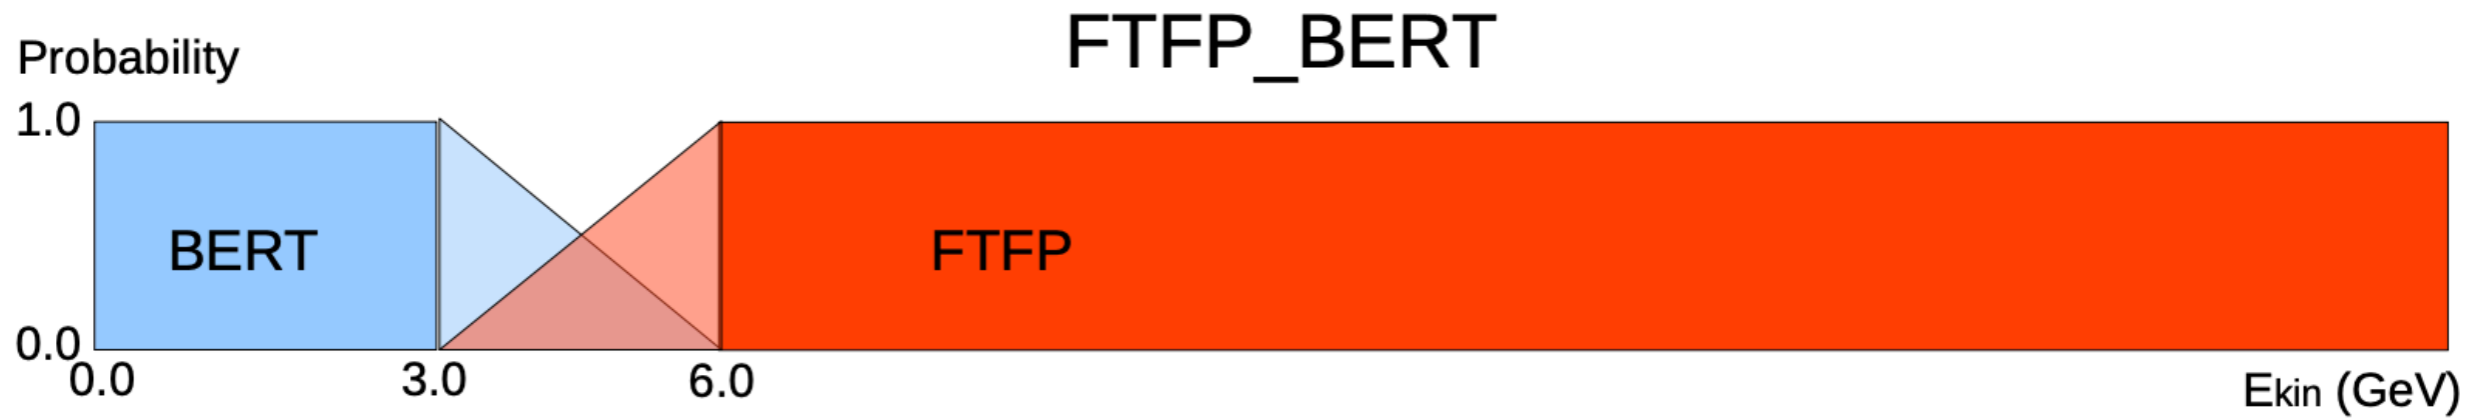 FTFP_BERT
Probability
1.0
BERT
FTFP
0.0
0.0 3.0 6.0 Ekin (GeV)